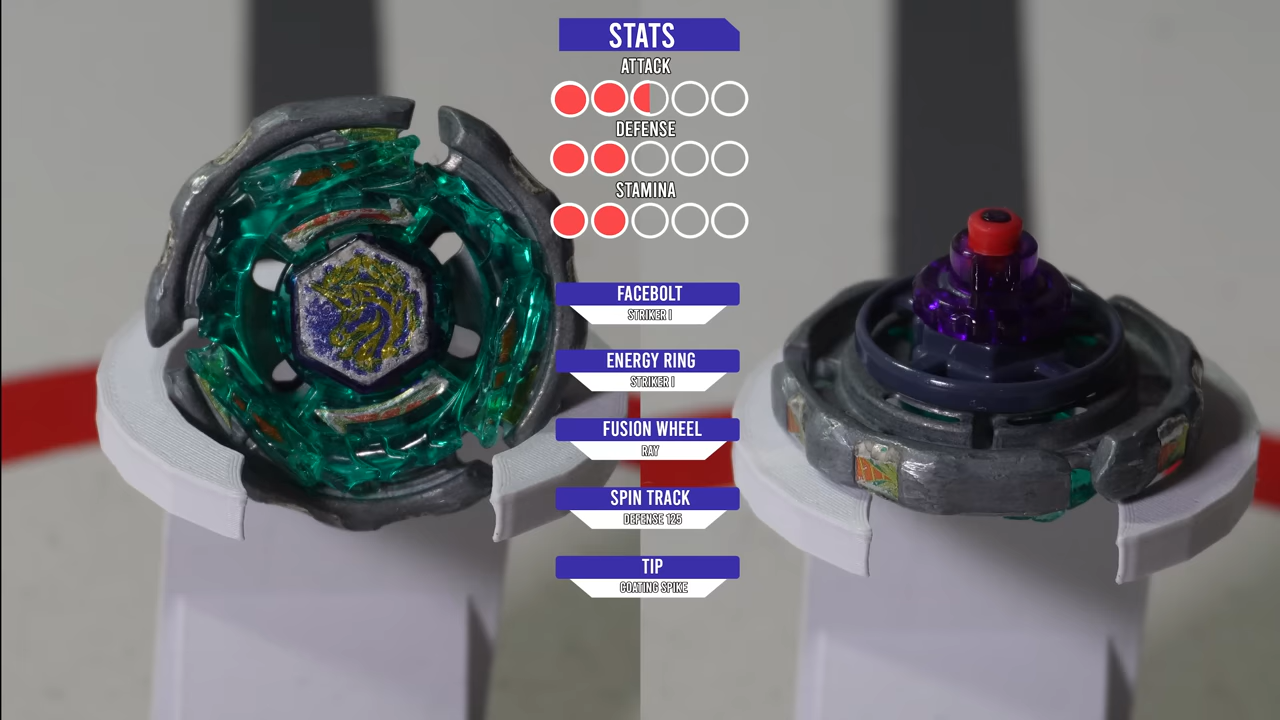 STATS
ATTACK
DEFENSE
STAMINA
FACEBOLT
STRIKER I
ENERGY RING
STRIKER I
FUSION WHEEL
RAY
SPIN TRACK
DEFENSE 125
TIP
COATING SPIKE